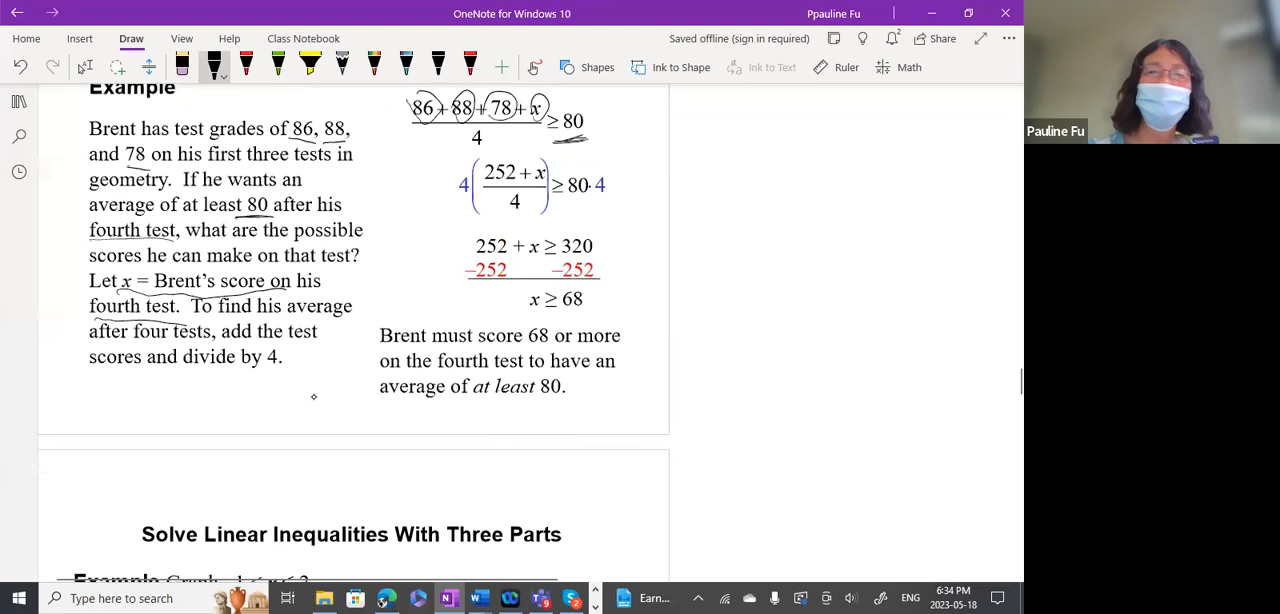 OneNote for Windows 10
Ppauline Fu
Home Insert Draw View Help Class Notebook
Saved offline (sign in required)
Share
Shapes
Ink to Shape
Ink to Text
Ruler
Math
Pauline Fu
Example
Brent has test grades of 86, 88,
and 78 on his first three tests in
geometry. If he wants an
average of at least 80 after his
fourth test, what are the possible
scores he can make on that test?
Let x = Brent's score on his
fourth test. To find his average
after four tests, add the test
scores and divide by 4.
86 + 88 + 78 + x
≥ 80
4
4 ( 252 + x ) ≥ 80·4
4
252 + x ≥ 320
−252 −252
x ≥ 68
Brent must score 68 or more
on the fourth test to have an
average of at least 80.
Solve Linear Inequalities With Three Parts
Example Graph
Type here to search
Earn...
ENG
6:34 PM
2023-05-18